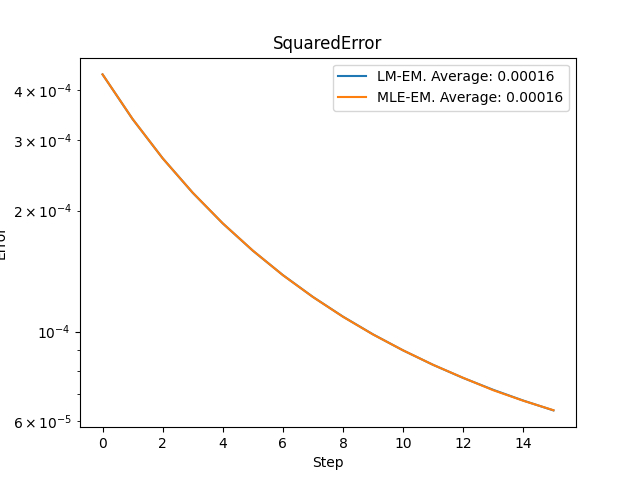 SquaredError
LM-EM. Average: 0.00016
MLE-EM. Average: 0.00016
4 × 10⁻⁴
3 × 10⁻⁴
2 × 10⁻⁴
10⁻⁴
6 × 10⁻⁵
Error
0 2 4 6 8 10 12 14
Step